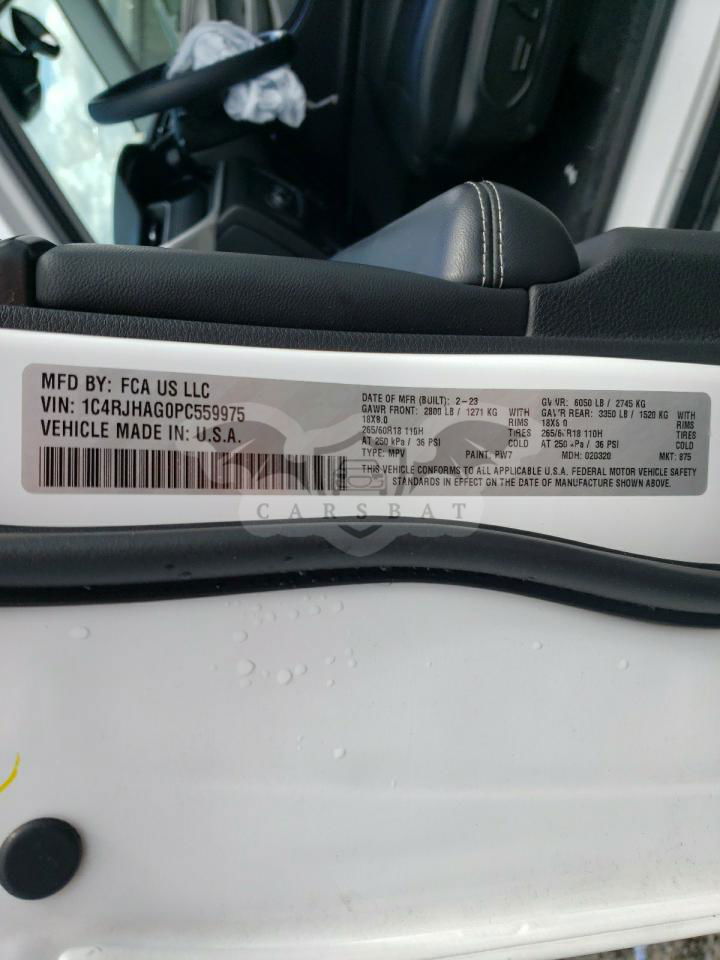 MFD BY: FCA US LLC
VIN: 1C4RJHAG0PC559975
VEHICLE MADE IN: U.S.A.
DATE OF MFR (BUILT): 2-23
GAWR FRONT: 2800 LB / 1271 KG WITH
18X8.0 RIMS
265/60R18 110H TIRES
AT 250 kPa / 36 PSI COLD
TYPE: MPV PAINT: PW7
GVWR: 6050 LB / 2745 KG
GAWR REAR: 3350 LB / 1520 KG WITH
18X8.0 RIMS
265/60R18 110H TIRES
AT 250 kPa / 36 PSI COLD
MDH: 020320 MKT: 875
THIS VEHICLE CONFORMS TO ALL APPLICABLE U.S.A. FEDERAL MOTOR VEHICLE SAFETY
STANDARDS IN EFFECT ON THE DATE OF MANUFACTURE SHOWN ABOVE.
CARSBAT